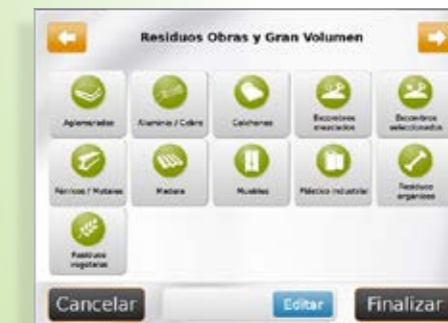 Residuos Obras y Gran Volumen
Aglomerados
Aluminio / Cobre
Colchones
Escombros
mezclados
Escombros
seleccionados
Férricos / Motores
Madera
Muebles
Plástico industrial
Residuos
orgánicos
Residuos
vegetales
Cancelar
Editar
Finalizar